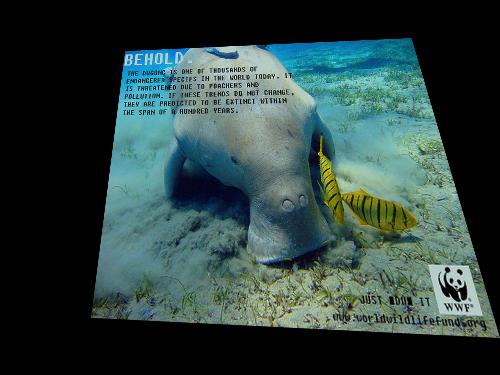 BEHOLD.
THE DUGONG IS ONE OF THOUSANDS OF
ENDANGERED SPECIES IN THE WORLD TODAY. IT
IS THREATENED DUE TO POACHERS AND
POLLUTION. IF THESE TRENDS DO NOT CHANGE,
THEY ARE PREDICTED TO BE EXTINCT WITHIN
THE SPAN OF A HUNDRED YEARS.
JUST IT
WWF
www.worldwildlifefund.org